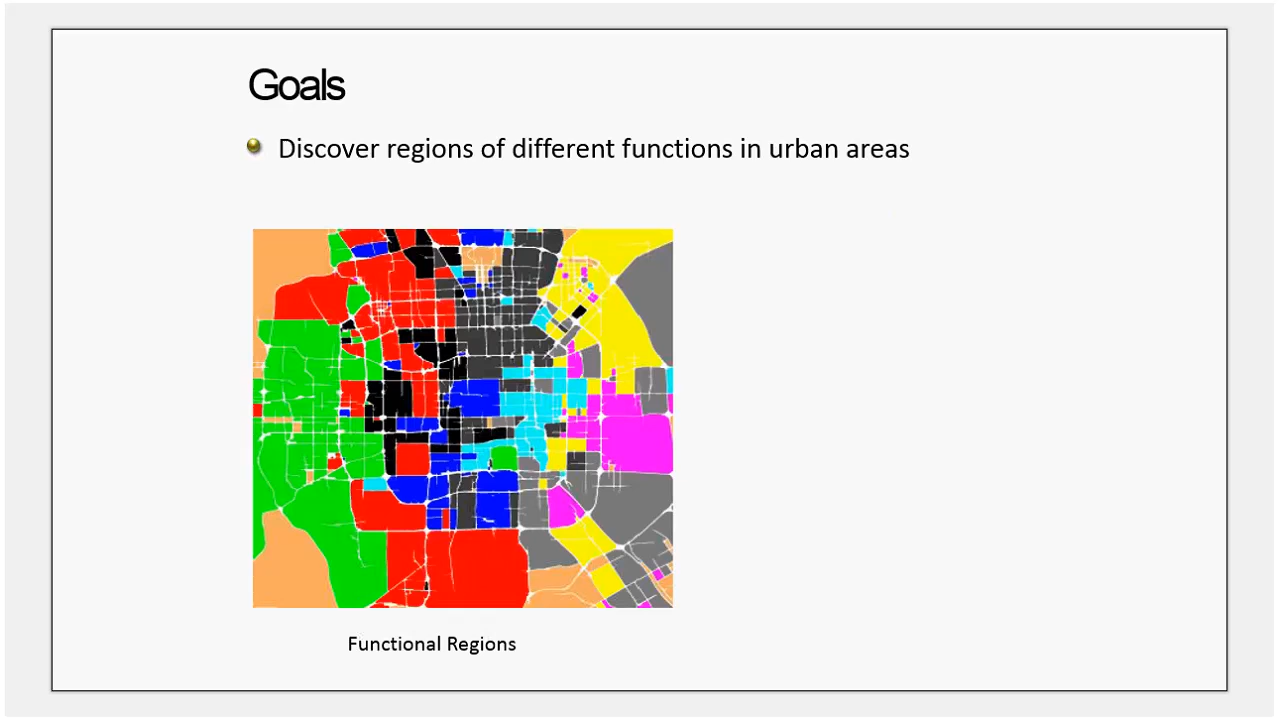 Goals
Discover regions of different functions in urban areas
Functional Regions